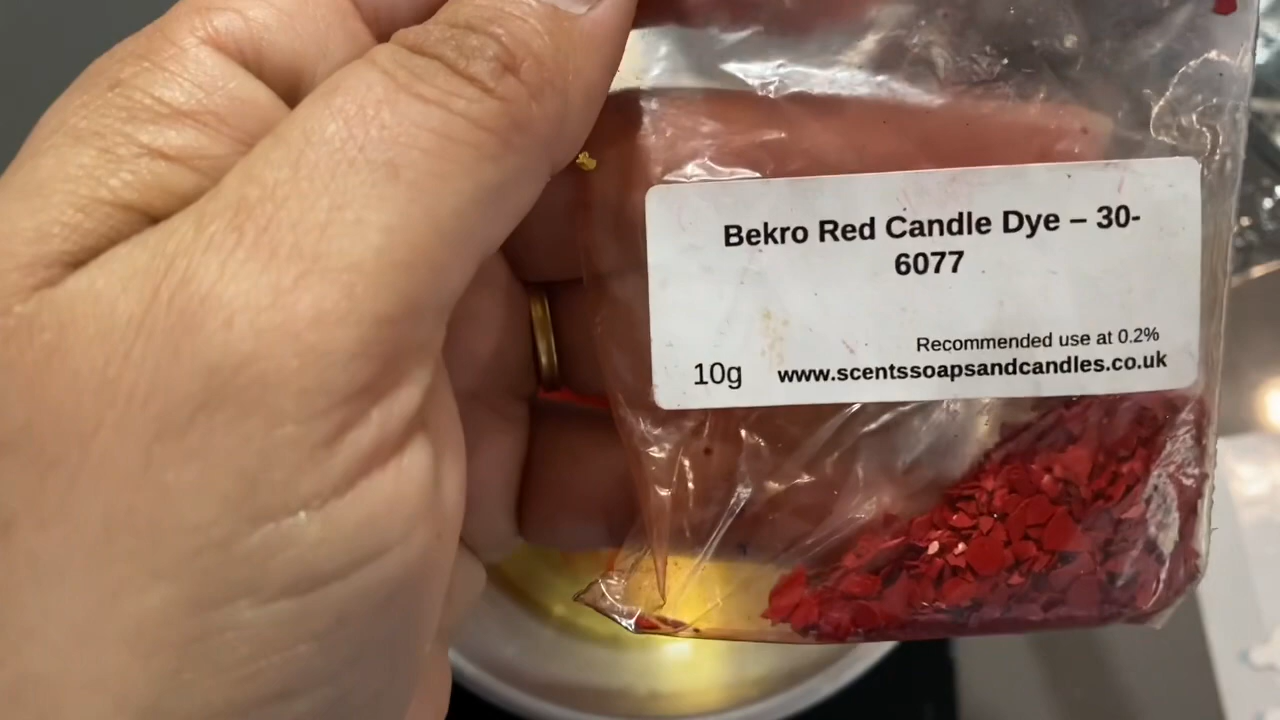 Bekro Red Candle Dye – 30-
6077
Recommended use at 0.2%
10g www.scentssoapsandcandles.co.uk